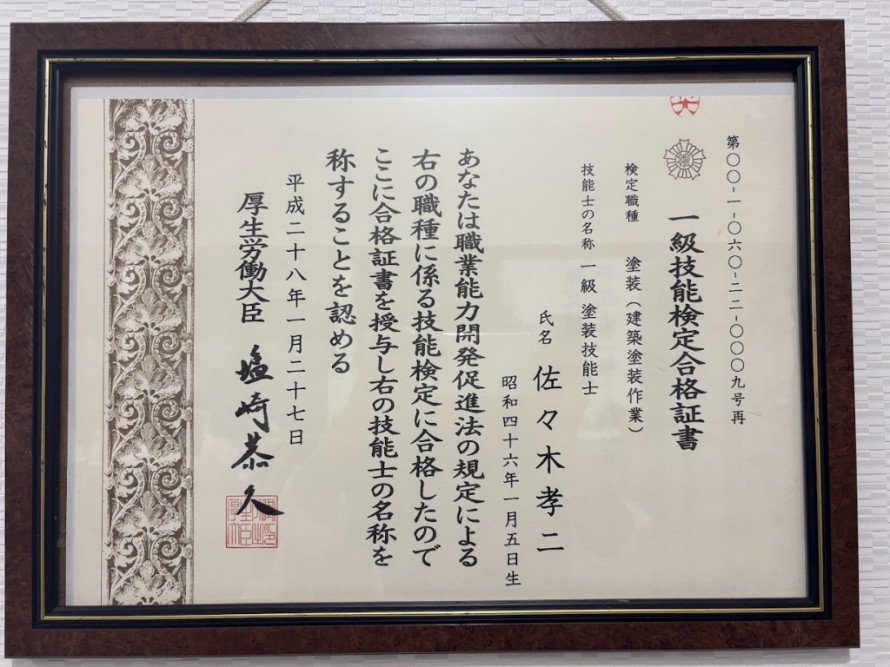 第〇〇-一-〇六〇-二二-〇〇〇九号再
一級技能検定合格証書
検定職種 塗装(建築塗装作業)
技能士の名称 一級 塗装技能士
氏名 佐々木孝二
昭和四十六年一月五日生
あなたは職業能力開発促進法の規定による
右の職種に係る技能検定に合格したので
ここに合格証書を授与し右の技能士の名称を
称することを認める
平成二十八年一月二十七日
厚生労働大臣 塩崎恭久